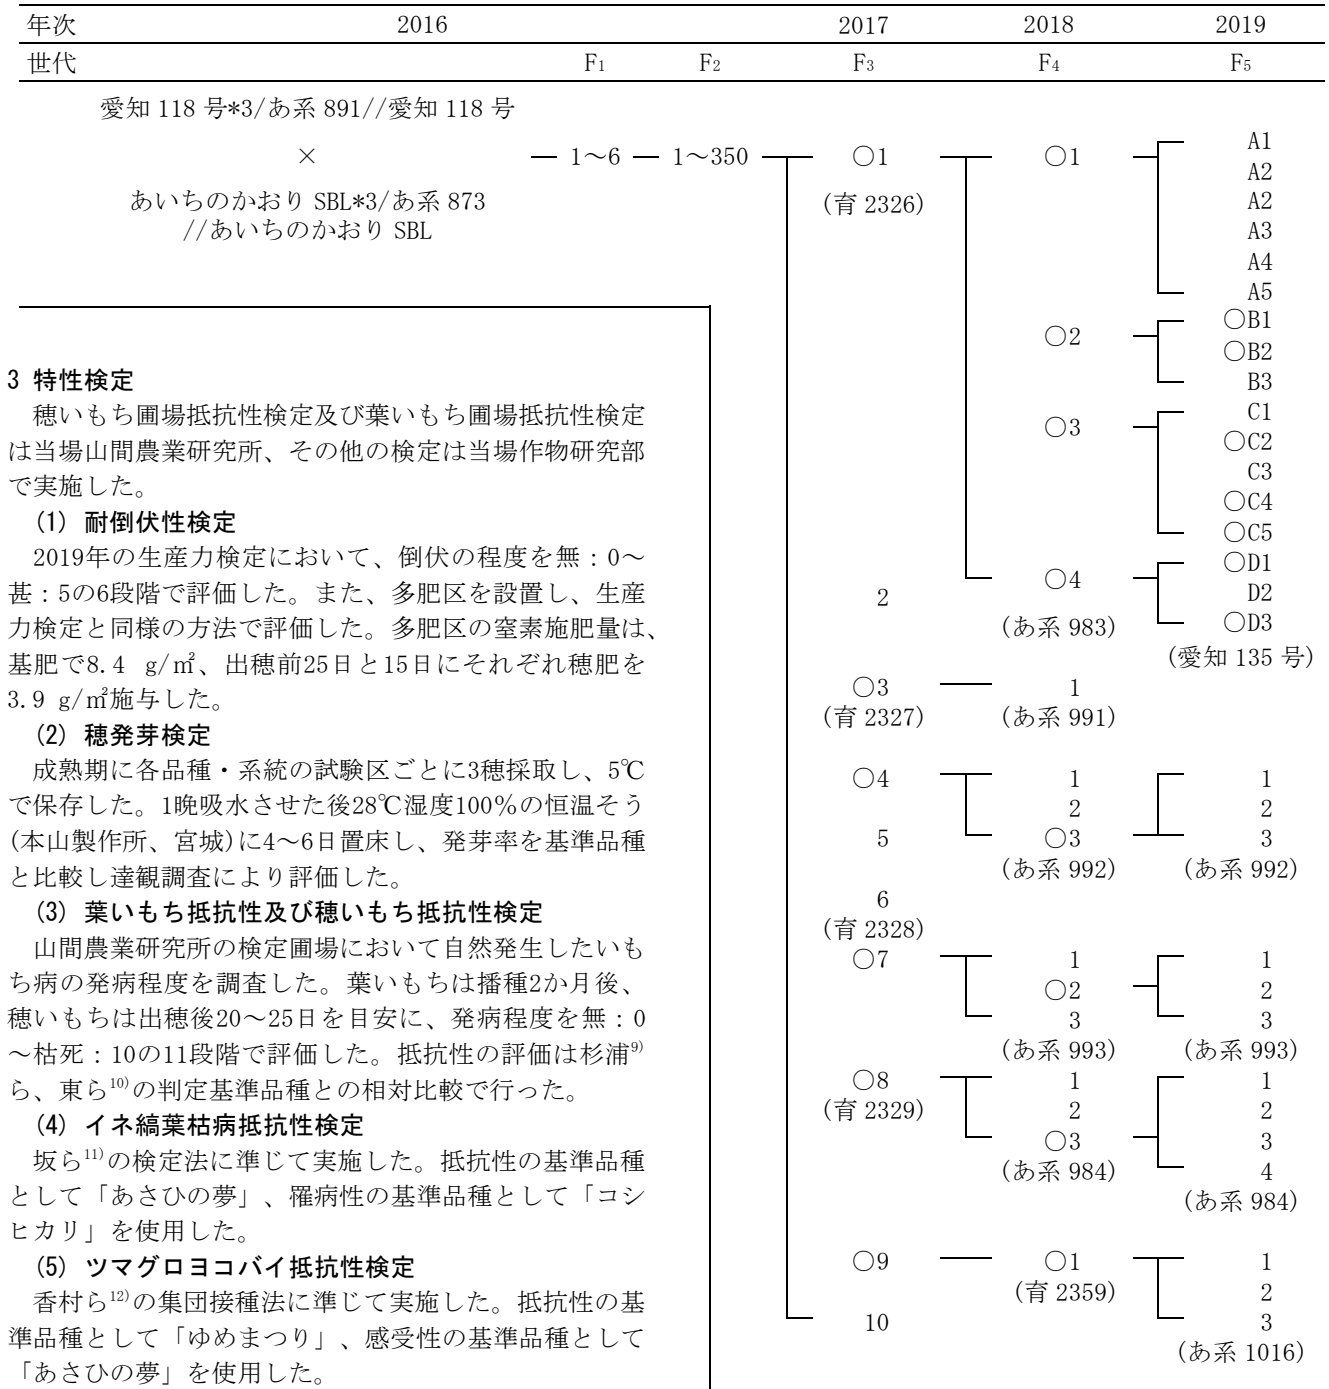 年次 2016 2017 2018 2019
世代 F1 F2 F3 F4 F5
愛知 118 号*3/あ系 891//愛知 118 号
×
あいちのかおり SBL*3/あ系 873
//あいちのかおり SBL
1～6 1～350
○1
(育 2326)
2
○3
(育 2327)
○4
5
6
(育 2328)
○7
○8
(育 2329)
○9
10
○1
○2
○3
○4
(あ系 983)
1
(あ系 991)
1
2
○3
(あ系 992)
1
○2
3
(あ系 993)
1
2
○3
(あ系 984)
○1
(育 2359)
A1
A2
A2
A3
A4
A5
○B1
○B2
B3
C1
○C2
C3
○C4
○C5
○D1
D2
○D3
(愛知 135 号)
1
2
3
(あ系 992)
1
2
3
(あ系 993)
1
2
3
4
(あ系 984)
1
2
3
(あ系 1016)
3 特性検定
穂いもち圃場抵抗性検定及び葉いもち圃場抵抗性検定
は当場山間農業研究所、その他の検定は当場作物研究部
で実施した。
(1) 耐倒伏性検定
2019年の生産力検定において、倒伏の程度を無：0～
甚：5の6段階で評価した。また、多肥区を設置し、生産
力検定と同様の方法で評価した。多肥区の窒素施肥量は、
基肥で8.4 g/㎡、出穂前25日と15日にそれぞれ穂肥を
3.9 g/㎡施与した。
(2) 穂発芽検定
成熟期に各品種・系統の試験区ごとに3穂採取し、5℃
で保存した。1晩吸水させた後28℃湿度100％の恒温そう
(本山製作所、宮城)に4～6日置床し、発芽率を基準品種
と比較し達観調査により評価した。
(3) 葉いもち抵抗性及び穂いもち抵抗性検定
山間農業研究所の検定圃場において自然発生したいも
ち病の発病程度を調査した。葉いもちは播種2か月後、
穂いもちは出穂後20～25日を目安に、発病程度を無：0
～枯死：10の11段階で評価した。抵抗性の評価は杉浦9)
ら、東ら10)の判定基準品種との相対比較で行った。
(4) イネ縞葉枯病抵抗性検定
坂ら11)の検定法に準じて実施した。抵抗性の基準品種
として「あさひの夢」、罹病性の基準品種として「コシ
ヒカリ」を使用した。
(5) ツマグロヨコバイ抵抗性検定
香村ら12)の集団接種法に準じて実施した。抵抗性の基
準品種として「ゆめまつり」、感受性の基準品種として
「あさひの夢」を使用した。